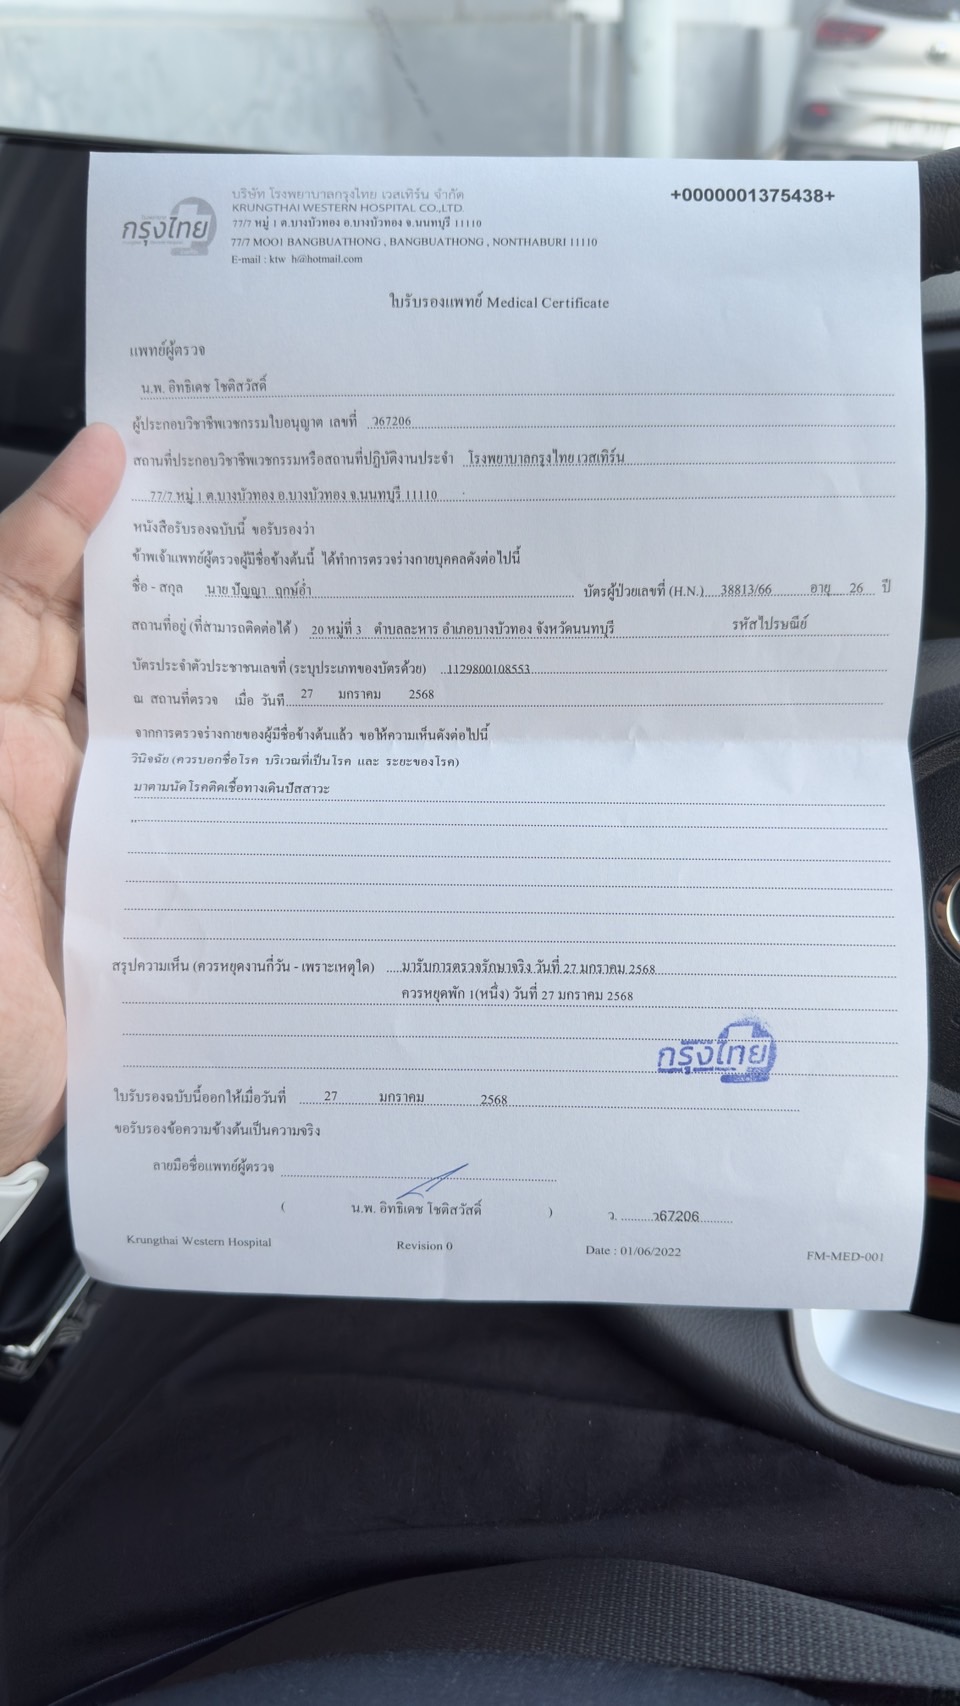 กรุงไทย
บริษัท โรงพยาบาลกรุงไทย เวสเทิร์น จำกัด
+0000001375438+
KRUNGTHAI WESTERN HOSPITAL CO.,LTD.
77/7 หมู่ 1 ต.บางบัวทอง อ.บางบัวทอง จ.นนทบุรี 11110
77/7 MOO1 BANGBUATHONG , BANGBUATHONG , NONTHABURI 11110
E-mail : ktw h@hotmail.com
ใบรับรองแพทย์ Medical Certificate
แพทย์ผู้ตรวจ
น.พ. อิทธิเดช โชติสวัสดิ์
ผู้ประกอบวิชาชีพเวชกรรมใบอนุญาต เลขที่ ว67206
สถานที่ประกอบวิชาชีพเวชกรรมหรือสถานที่ปฏิบัติงานประจำ โรงพยาบาลกรุงไทย เวสเทิร์น
77/7 หมู่ 1 ต.บางบัวทอง อ.บางบัวทอง จ.นนทบุรี 11110
หนังสือรับรองฉบับนี้ ขอรับรองว่า
ข้าพเจ้าแพทย์ผู้ตรวจผู้มีชื่อข้างต้นนี้ ได้ทำการตรวจร่างกายบุคคลดังต่อไปนี้
ชื่อ - สกุล นาย ปัญญา ฤกษ์อ่ำ บัตรผู้ป่วยเลขที่ (H.N.) 38813/66 อายุ 26 ปี
สถานที่อยู่ (ที่สามารถติดต่อได้ ) 20 หมู่ที่ 3 ตำบลละหาร อำเภอบางบัวทอง จังหวัดนนทบุรี รหัสไปรษณีย์
บัตรประจำตัวประชาชนเลขที่ (ระบุประเภทของบัตรด้วย) 1129800108553
ณ สถานที่ตรวจ เมื่อ วันที่ 27 มกราคม 2568
จากการตรวจร่างกายของผู้มีชื่อข้างต้นแล้ว ขอให้ความเห็นดังต่อไปนี้
วินิจฉัย (ควรบอกชื่อโรค บริเวณที่เป็นโรค และ ระยะของโรค)
มาตามนัดโรคติดเชื้อทางเดินปัสสาวะ
,,
สรุปความเห็น (ควรหยุดงานกี่วัน - เพราะเหตุใด) มารับการตรวจรักษาจริง วันที่ 27 มกราคม 2568
ควรหยุดพัก 1(หนึ่ง) วันที่ 27 มกราคม 2568
กรุงไทย
ใบรับรองฉบับนี้ออกให้เมื่อวันที่ 27 มกราคม 2568
ขอรับรองข้อความข้างต้นเป็นความจริง
ลายมือชื่อแพทย์ผู้ตรวจ
( น.พ. อิทธิเดช โชติสวัสดิ์ ) ว. ว67206
Krungthai Western Hospital Revision 0 Date : 01/06/2022 FM-MED-001